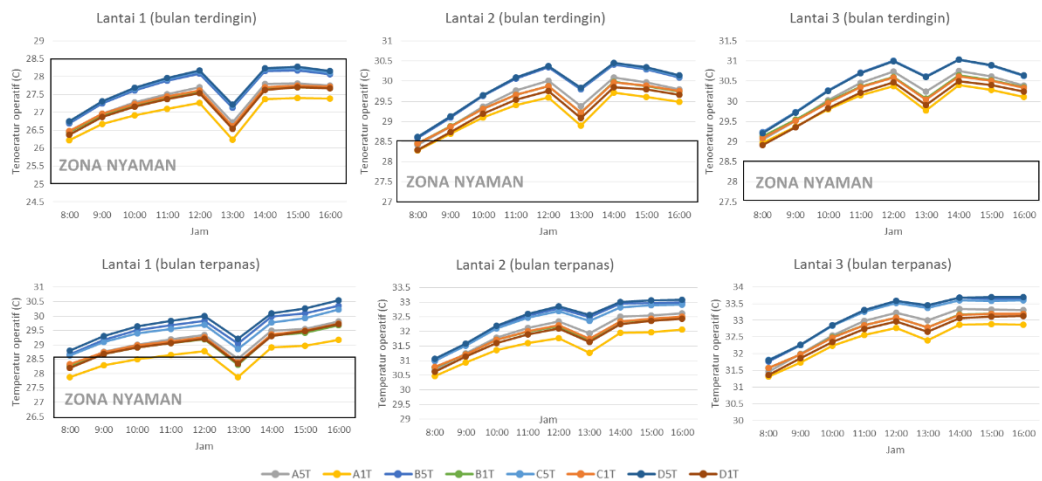 Lantai 1 (bulan terdingin)
Tenoeratur operatif (C)
29
28.5
28
27.5
27
26.5
26
25.5
25
24.5
ZONA NYAMAN
8:00 9:00 10:00 11:00 12:00 13:00 14:00 15:00 16:00
Jam
Lantai 2 (bulan terdingin)
Tenoeratur operatif (C)
31
30.5
30
29.5
29
28.5
28
27.5
27
ZONA NYAMAN
8:00 9:00 10:00 11:00 12:00 13:00 14:00 15:00 16:00
Jam
Lantai 3 (bulan terdingin)
Tenoeratur operatif (C)
31.5
31
30.5
30
29.5
29
28.5
28
27.5
ZONA NYAMAN
8:00 9:00 10:00 11:00 12:00 13:00 14:00 15:00 16:00
Jam
Lantai 1 (bulan terpanas)
Temperatur operatif (C)
31
30.5
30
29.5
29
28.5
28
27.5
27
26.5
ZONA NYAMAN
8:00 9:00 10:00 11:00 12:00 13:00 14:00 15:00 16:00
Jam
Lantai 2 (bulan terpanas)
Temperatur operatif (C)
33.5
33
32.5
32
31.5
31
30.5
30
29.5
29
Jam
8:00 9:00 10:00 11:00 12:00 13:00 14:00 15:00 16:00
Lantai 3 (bulan terpanas)
Temperatur operatif (C)
34
33.5
33
32.5
32
31.5
31
30.5
30
8:00 9:00 10:00 11:00 12:00 13:00 14:00 15:00 16:00
Jam
A5T A1T B5T B1T C5T C1T D5T D1T